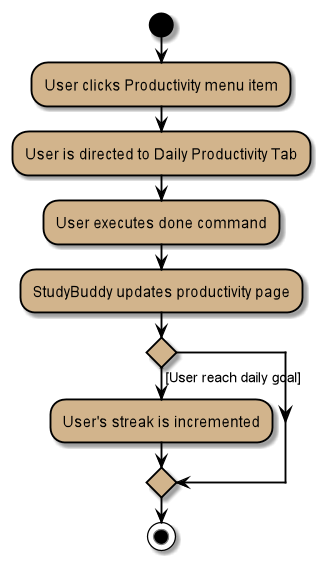 User clicks Productivity menu item
User is directed to Daily Productivity Tab
User executes done command
StudyBuddy updates productivity page
[User reach daily goal]
User's streak is incremented